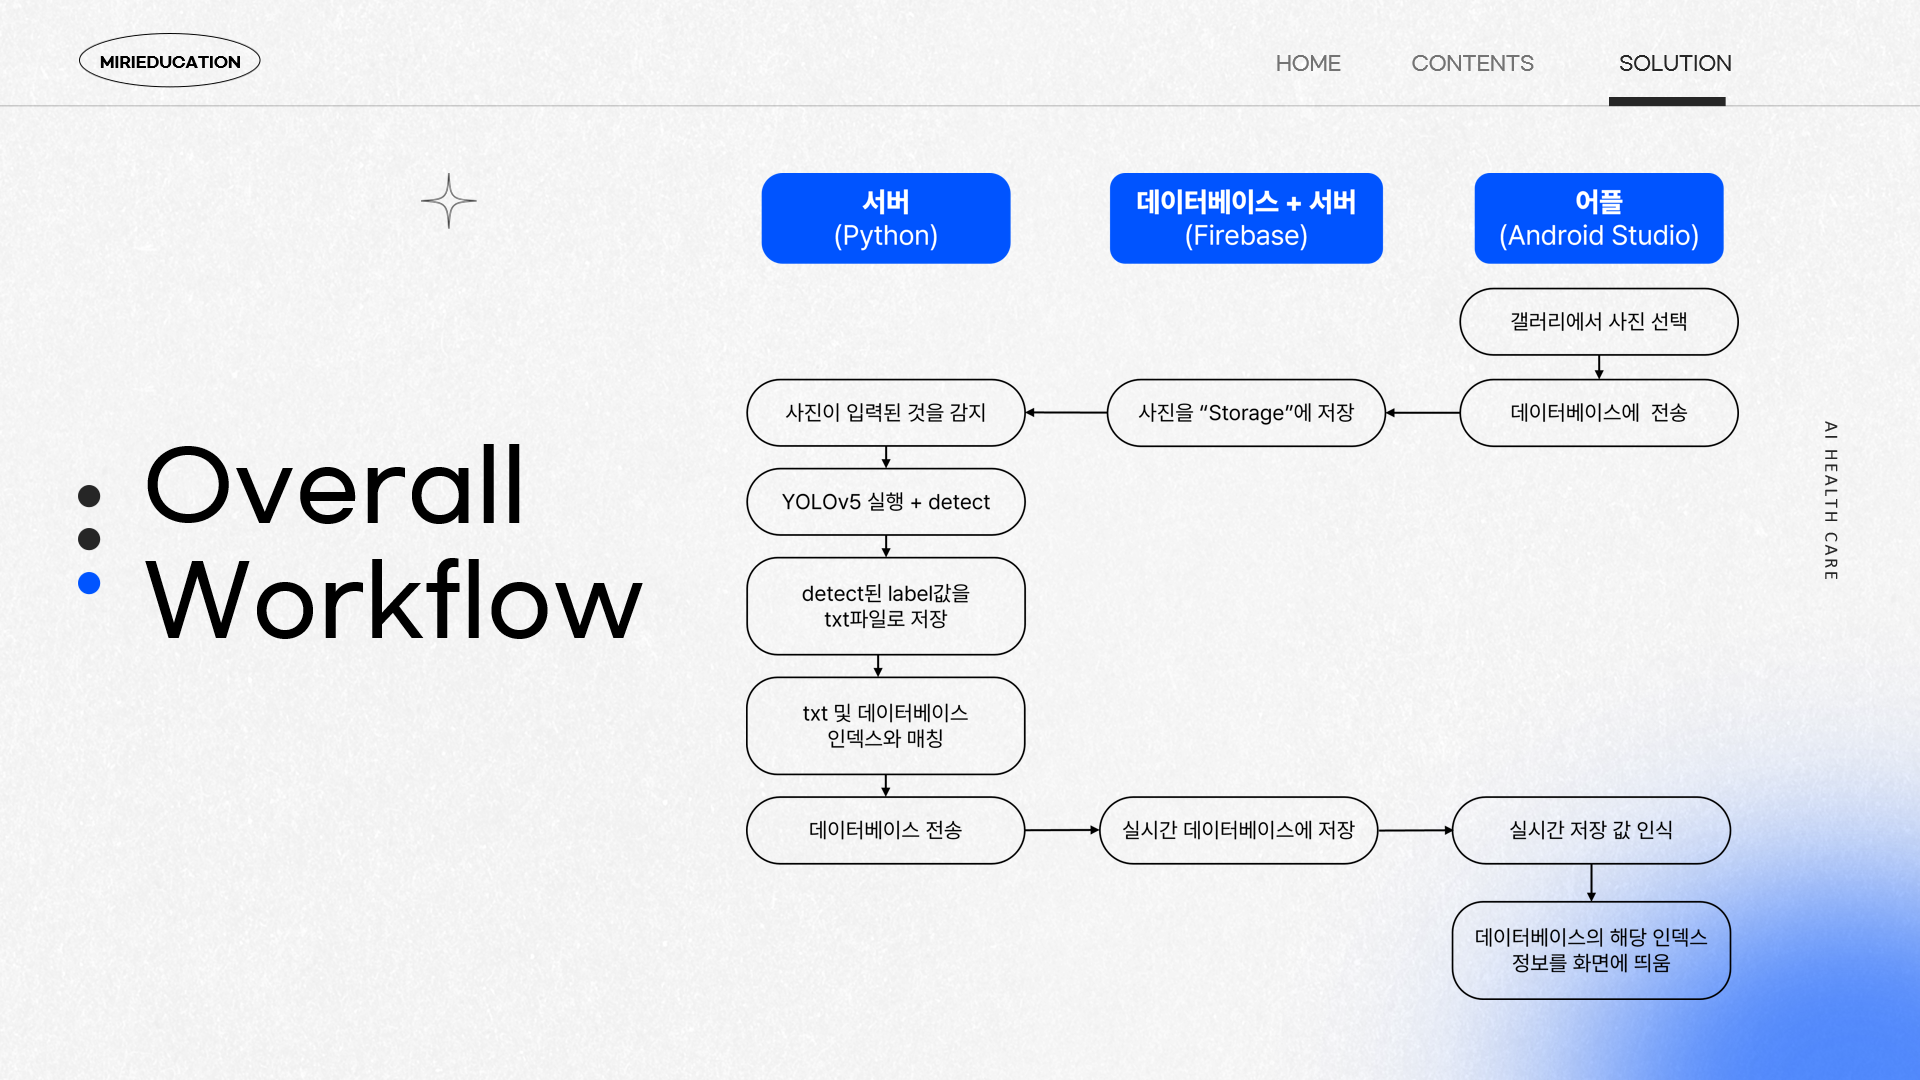 MIRIEDUCATION
HOME
CONTENTS
SOLUTION
Overall
Workflow
서버
(Python)
데이터베이스 + 서버
(Firebase)
어플
(Android Studio)
갤러리에서 사진 선택
사진이 입력된 것을 감지
사진을 “Storage”에 저장
데이터베이스에 전송
YOLOv5 실행 + detect
detect된 label값을
txt파일로 저장
txt 및 데이터베이스
인덱스와 매칭
데이터베이스 전송
실시간 데이터베이스에 저장
실시간 저장 값 인식
데이터베이스의 해당 인덱스
정보를 화면에 띄움
AI HEALTH CARE